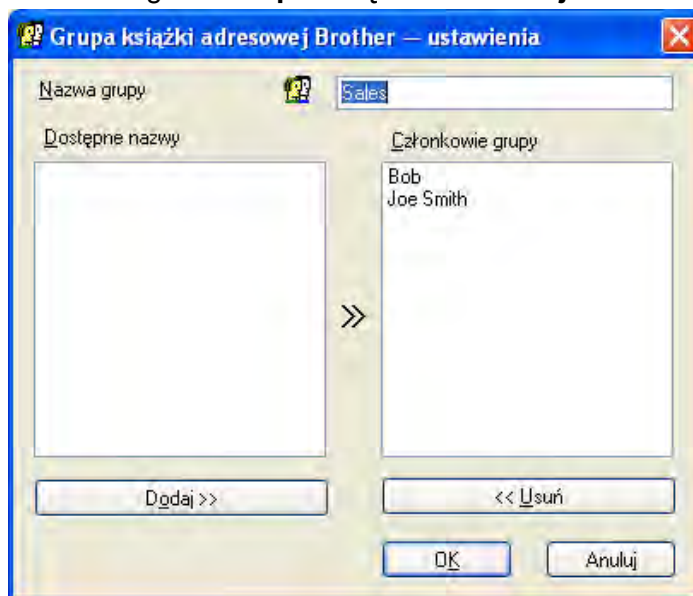 Grupa książki adresowej Brother — ustawienia
Nazwa grupy
Sales
Dostępne nazwy
Członkowie grupy
Bob
Joe Smith
Dodaj >>
<< Usuń
OK
Anuluj